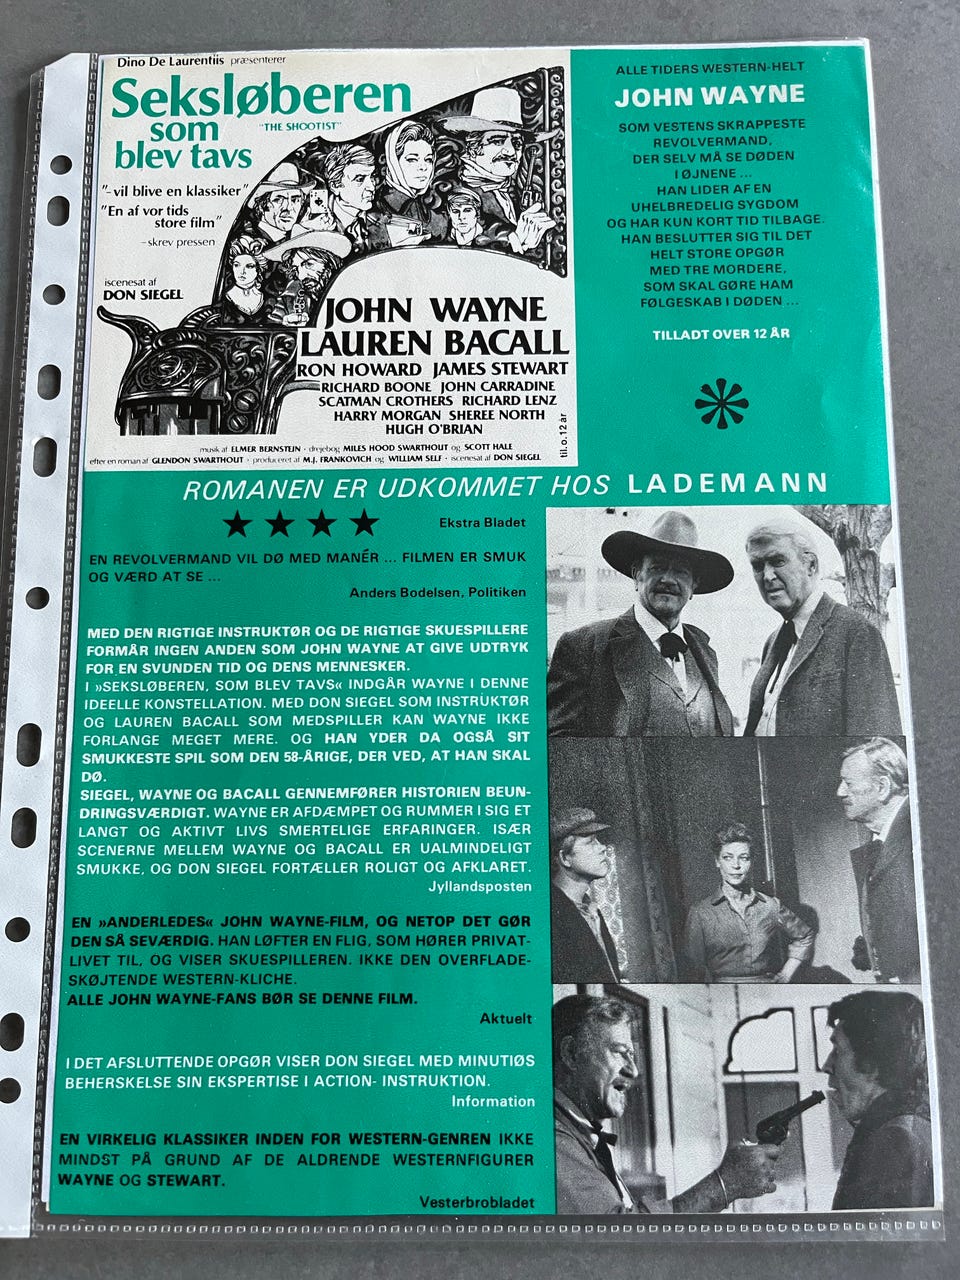 Dino De Laurentiis præsenterer
Seksløberen
som
"THE SHOOTIST"
blev tavs
"-vil blive en klassiker"
"En af vor tids
store film"
-skrev pressen
iscenesat af
DON SIEGEL
JOHN WAYNE
LAUREN BACALL
RON HOWARD JAMES STEWART
RICHARD BOONE JOHN CARRADINE
SCATMAN CROTHERS RICHARD LENZ
HARRY MORGAN SHEREE NORTH
HUGH O'BRIAN
musik af ELMER BERNSTEIN · drejebog MILES HOOD SWARTHOUT og SCOTT HALE
efter en roman af GLENDON SWARTHOUT · produceret af M.J. FRANKOVICH og WILLIAM SELF · iscenesat af DON SIEGEL
til. o. 12 år
ALLE TIDERS WESTERN-HELT
JOHN WAYNE
SOM VESTENS SKRAPPESTE
REVOLVERMAND,
DER SELV MÅ SE DØDEN
I ØJNENE ...
HAN LIDER AF EN
UHELBREDELIG SYGDOM
OG HAR KUN KORT TID TILBAGE.
HAN BESLUTTER SIG TIL DET
HELT STORE OPGØR
MED TRE MORDERE,
SOM SKAL GØRE HAM
FØLGESKAB I DØDEN ...
TILLADT OVER 12 ÅR
ROMANEN ER UDKOMMET HOS LADEMANN
★ ★ ★ ★ Ekstra Bladet
EN REVOLVERMAND VIL DØ MED MANÉR ... FILMEN ER SMUK
OG VÆRD AT SE ...
Anders Bodelsen, Politiken
MED DEN RIGTIGE INSTRUKTØR OG DE RIGTIGE SKUESPILLERE
FORMÅR INGEN ANDEN SOM JOHN WAYNE AT GIVE UDTRYK
FOR EN SVUNDEN TID OG DENS MENNESKER.
I »SEKSLØBEREN, SOM BLEV TAVS« INDGÅR WAYNE I DENNE
IDEELLE KONSTELLATION. MED DON SIEGEL SOM INSTRUKTØR
OG LAUREN BACALL SOM MEDSPILLER KAN WAYNE IKKE
FORLANGE MEGET MERE. OG HAN YDER DA OGSÅ SIT
SMUKKESTE SPIL SOM DEN 58-ÅRIGE, DER VED, AT HAN SKAL
DØ.
SIEGEL, WAYNE OG BACALL GENNEMFØRER HISTORIEN BEUN-
DRINGSVÆRDIGT. WAYNE ER AFDÆMPET OG RUMMER I SIG ET
LANGT OG AKTIVT LIVS SMERTELIGE ERFARINGER. ISÆR
SCENERNE MELLEM WAYNE OG BACALL ER UALMINDELIGT
SMUKKE, OG DON SIEGEL FORTÆLLER ROLIGT OG AFKLARET.
Jyllandsposten
EN »ANDERLEDES« JOHN WAYNE-FILM, OG NETOP DET GØR
DEN SÅ SEVÆRDIG. HAN LØFTER EN FLIG, SOM HØRER PRIVAT-
LIVET TIL, OG VISER SKUESPILLEREN. IKKE DEN OVERFLADE-
SKØJTENDE WESTERN-KLICHE.
ALLE JOHN WAYNE-FANS BØR SE DENNE FILM.
Aktuelt
I DET AFSLUTTENDE OPGØR VISER DON SIEGEL MED MINUTIØS
BEHERSKELSE SIN EKSPERTISE I ACTION- INSTRUKTION.
Information
EN VIRKELIG KLASSIKER INDEN FOR WESTERN-GENREN IKKE
MINDST PÅ GRUND AF DE ALDRENDE WESTERNFIGURER
WAYNE OG STEWART.
Vesterbrobladet